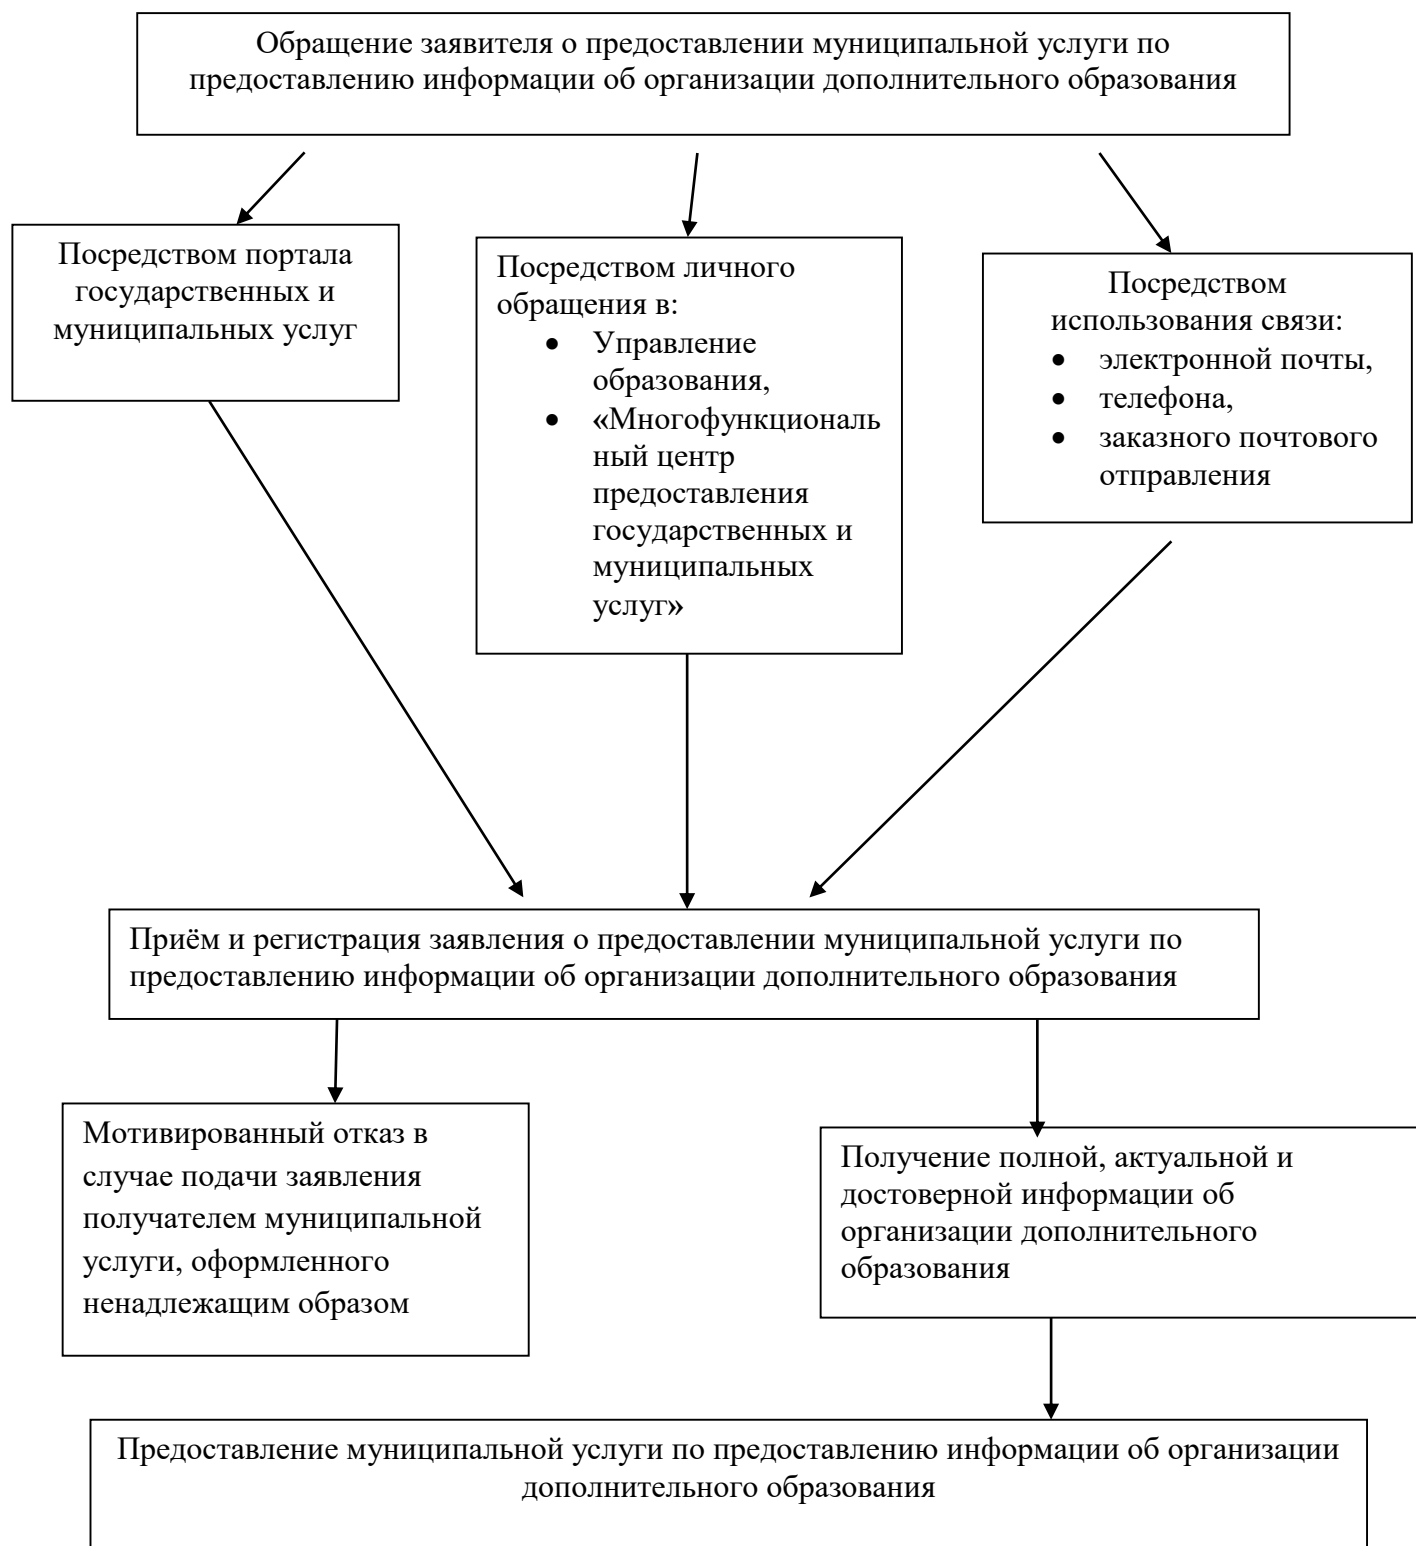 Обращение заявителя о предоставлении муниципальной услуги по
предоставлению информации об организации дополнительного образования
Посредством портала
государственных и
муниципальных услуг
Посредством личного
обращения в:
• Управление
образования,
• «Многофункциональ
ный центр
предоставления
государственных и
муниципальных
услуг»
Посредством
использования связи:
• электронной почты,
• телефона,
• заказного почтового
отправления
Приём и регистрация заявления о предоставлении муниципальной услуги по
предоставлению информации об организации дополнительного образования
Мотивированный отказ в
случае подачи заявления
получателем муниципальной
услуги, оформленного
ненадлежащим образом
Получение полной, актуальной и
достоверной информации об
организации дополнительного
образования
Предоставление муниципальной услуги по предоставлению информации об организации
дополнительного образования